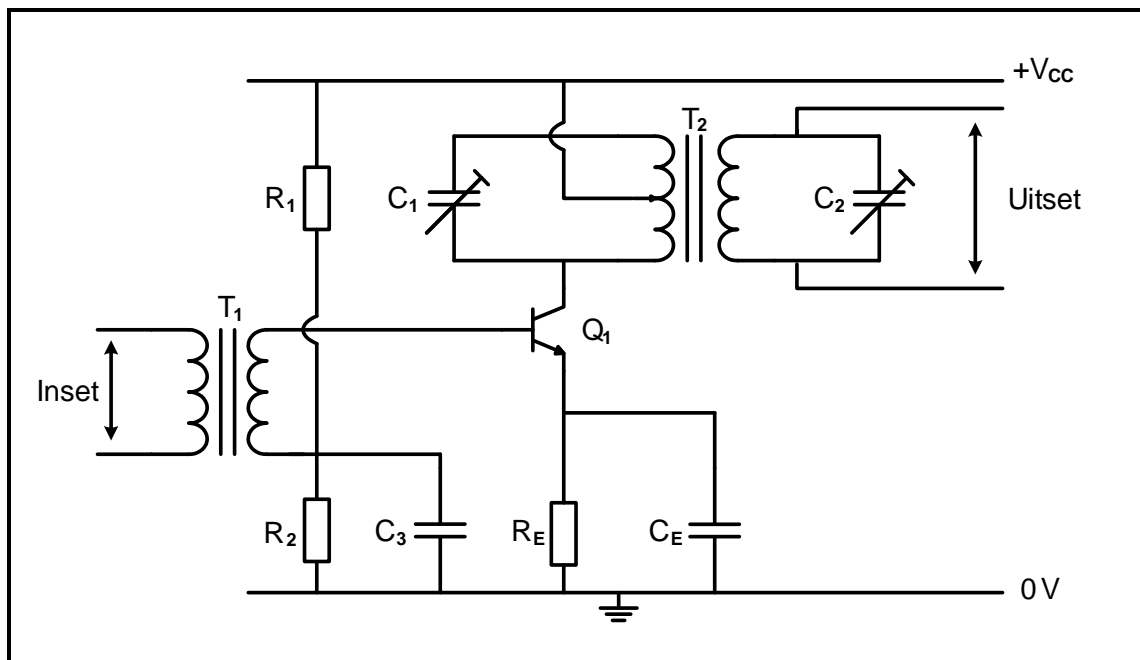 +VCC
T2
R1
C1
C2
Uitset
T1
Q1
Inset
R2
C3
RE
CE
0 V